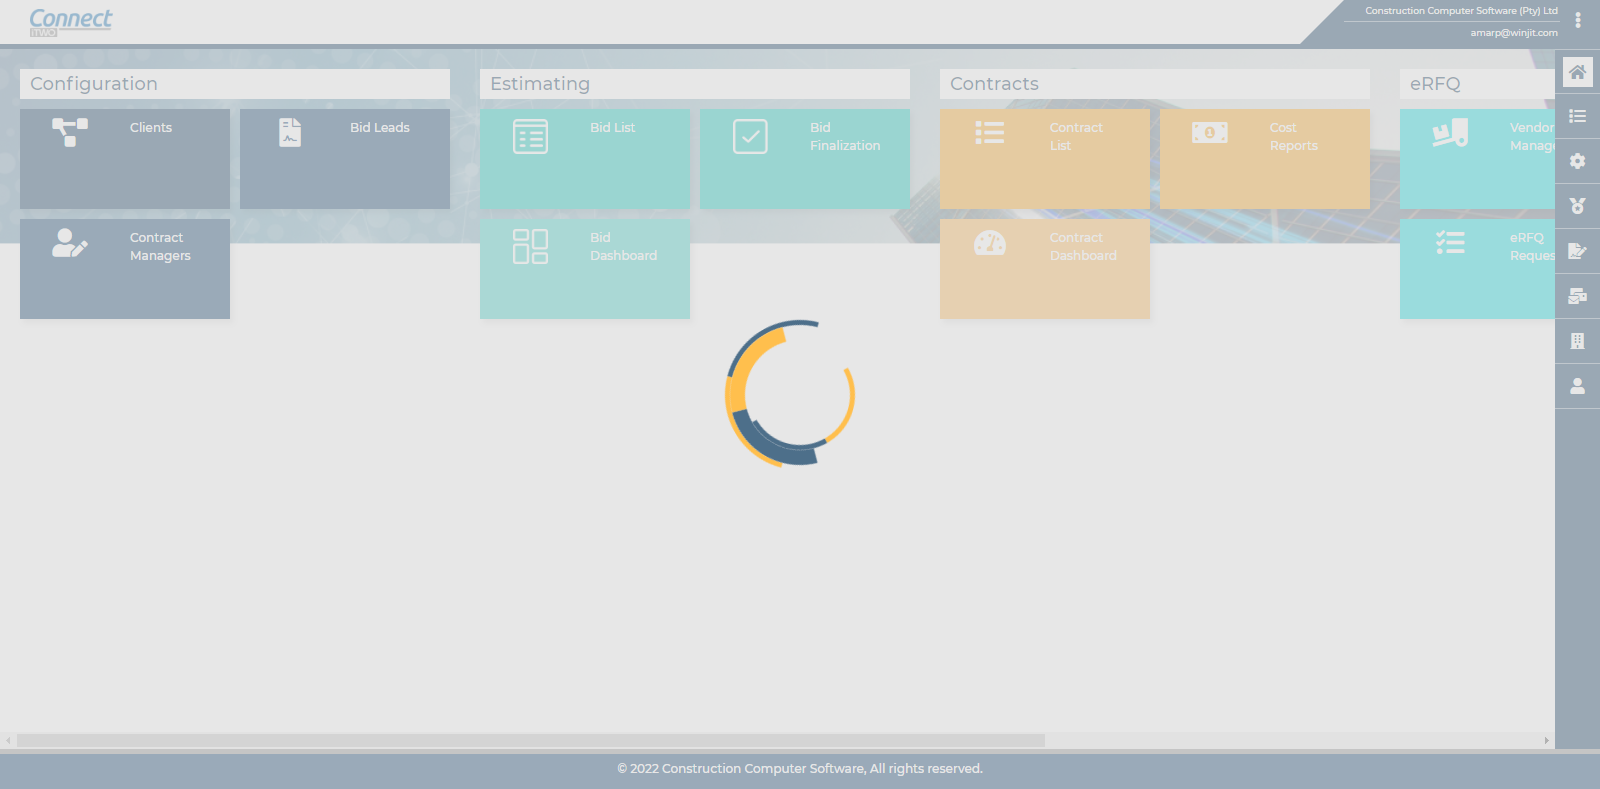 Connect
iTWO
Construction Computer Software (Pty) Ltd
amarp@winjit.com
Configuration
Clients
Bid Leads
Contract
Managers
Estimating
Bid List
Bid
Finalization
Bid
Dashboard
Contracts
Contract
List
Cost
Reports
Contract
Dashboard
eRFQ
Vendor
Manage
eRFQ
Reques
© 2022 Construction Computer Software, All rights reserved.